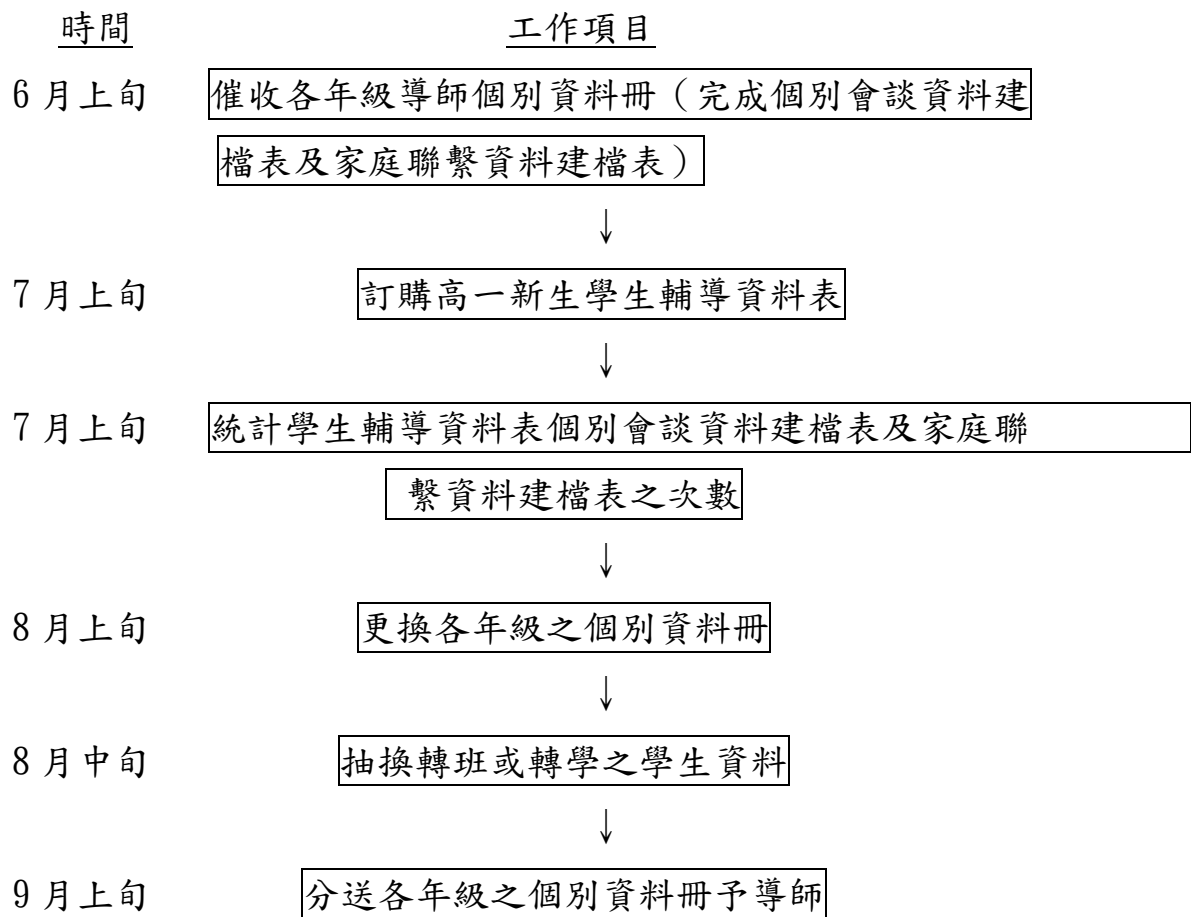 時間 工作項目
6月上旬 催收各年級導師個別資料冊（完成個別會談資料建
檔表及家庭聯繫資料建檔表）
↓
7月上旬 訂購高一新生學生輔導資料表
↓
7月上旬 統計學生輔導資料表個別會談資料建檔表及家庭聯
繫資料建檔表之次數
↓
8月上旬 更換各年級之個別資料冊
↓
8月中旬 抽換轉班或轉學之學生資料
↓
9月上旬 分送各年級之個別資料冊予導師